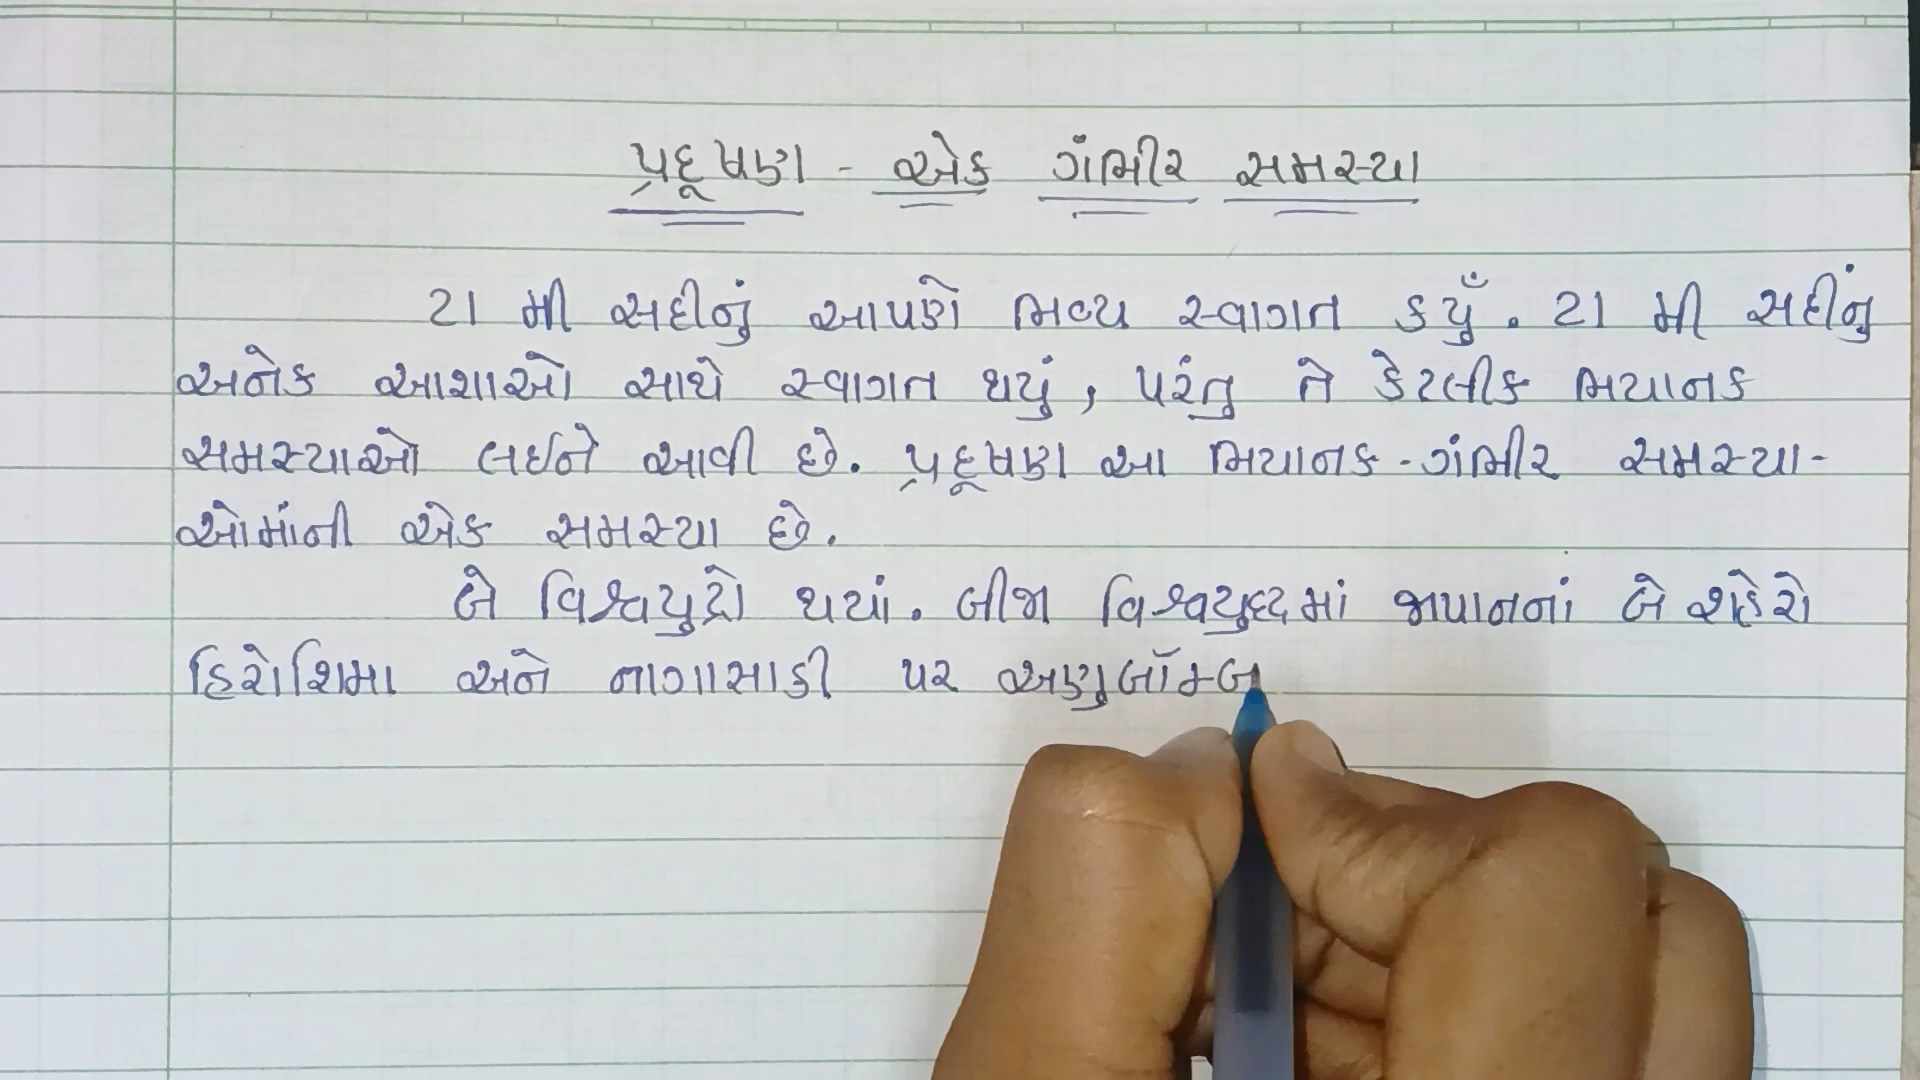 પ્રદૂષણ - એક ગંભીર સમસ્યા
21 મી સદીનું આપણે ભવ્ય સ્વાગત કર્યું. 21 મી સદીનું
અનેક આશાઓ સાથે સ્વાગત થયું, પરંતુ તે કેટલીક ભયાનક
સમસ્યાઓ લઈને આવી છે. પ્રદૂષણ આ ભયાનક-ગંભીર સમસ્યા-
ઓમાંની એક સમસ્યા છે.
બે વિશ્વયુદ્ધો થયાં. બીજા વિશ્વયુદ્ધમાં જાપાનનાં બે શહેરો
હિરોશિમા અને નાગાસાકી પર અણુબૉમ્બ